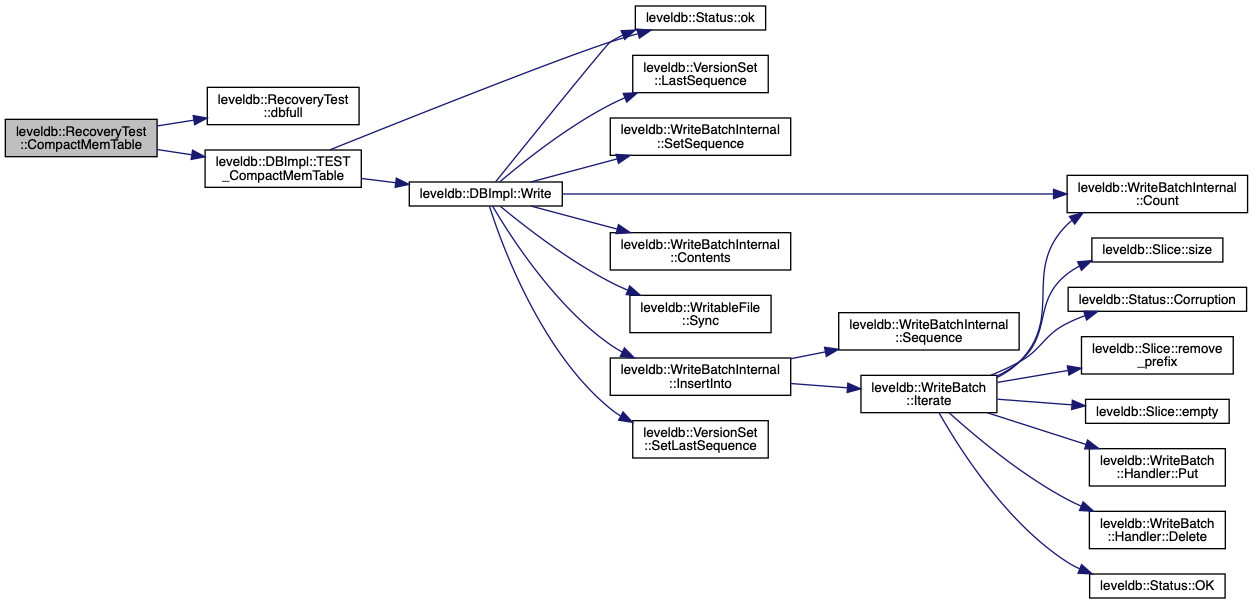 leveldb::RecoveryTest
::CompactMemTable
leveldb::RecoveryTest
::dbfull
leveldb::DBImpl::TEST
_CompactMemTable
leveldb::DBImpl::Write
leveldb::Status::ok
leveldb::VersionSet
::LastSequence
leveldb::WriteBatchInternal
::SetSequence
leveldb::WriteBatchInternal
::Contents
leveldb::WritableFile
::Sync
leveldb::WriteBatchInternal
::InsertInto
leveldb::VersionSet
::SetLastSequence
leveldb::WriteBatchInternal
::Sequence
leveldb::WriteBatch
::Iterate
leveldb::WriteBatchInternal
::Count
leveldb::Slice::size
leveldb::Status::Corruption
leveldb::Slice::remove
_prefix
leveldb::Slice::empty
leveldb::WriteBatch
::Handler::Put
leveldb::WriteBatch
::Handler::Delete
leveldb::Status::OK